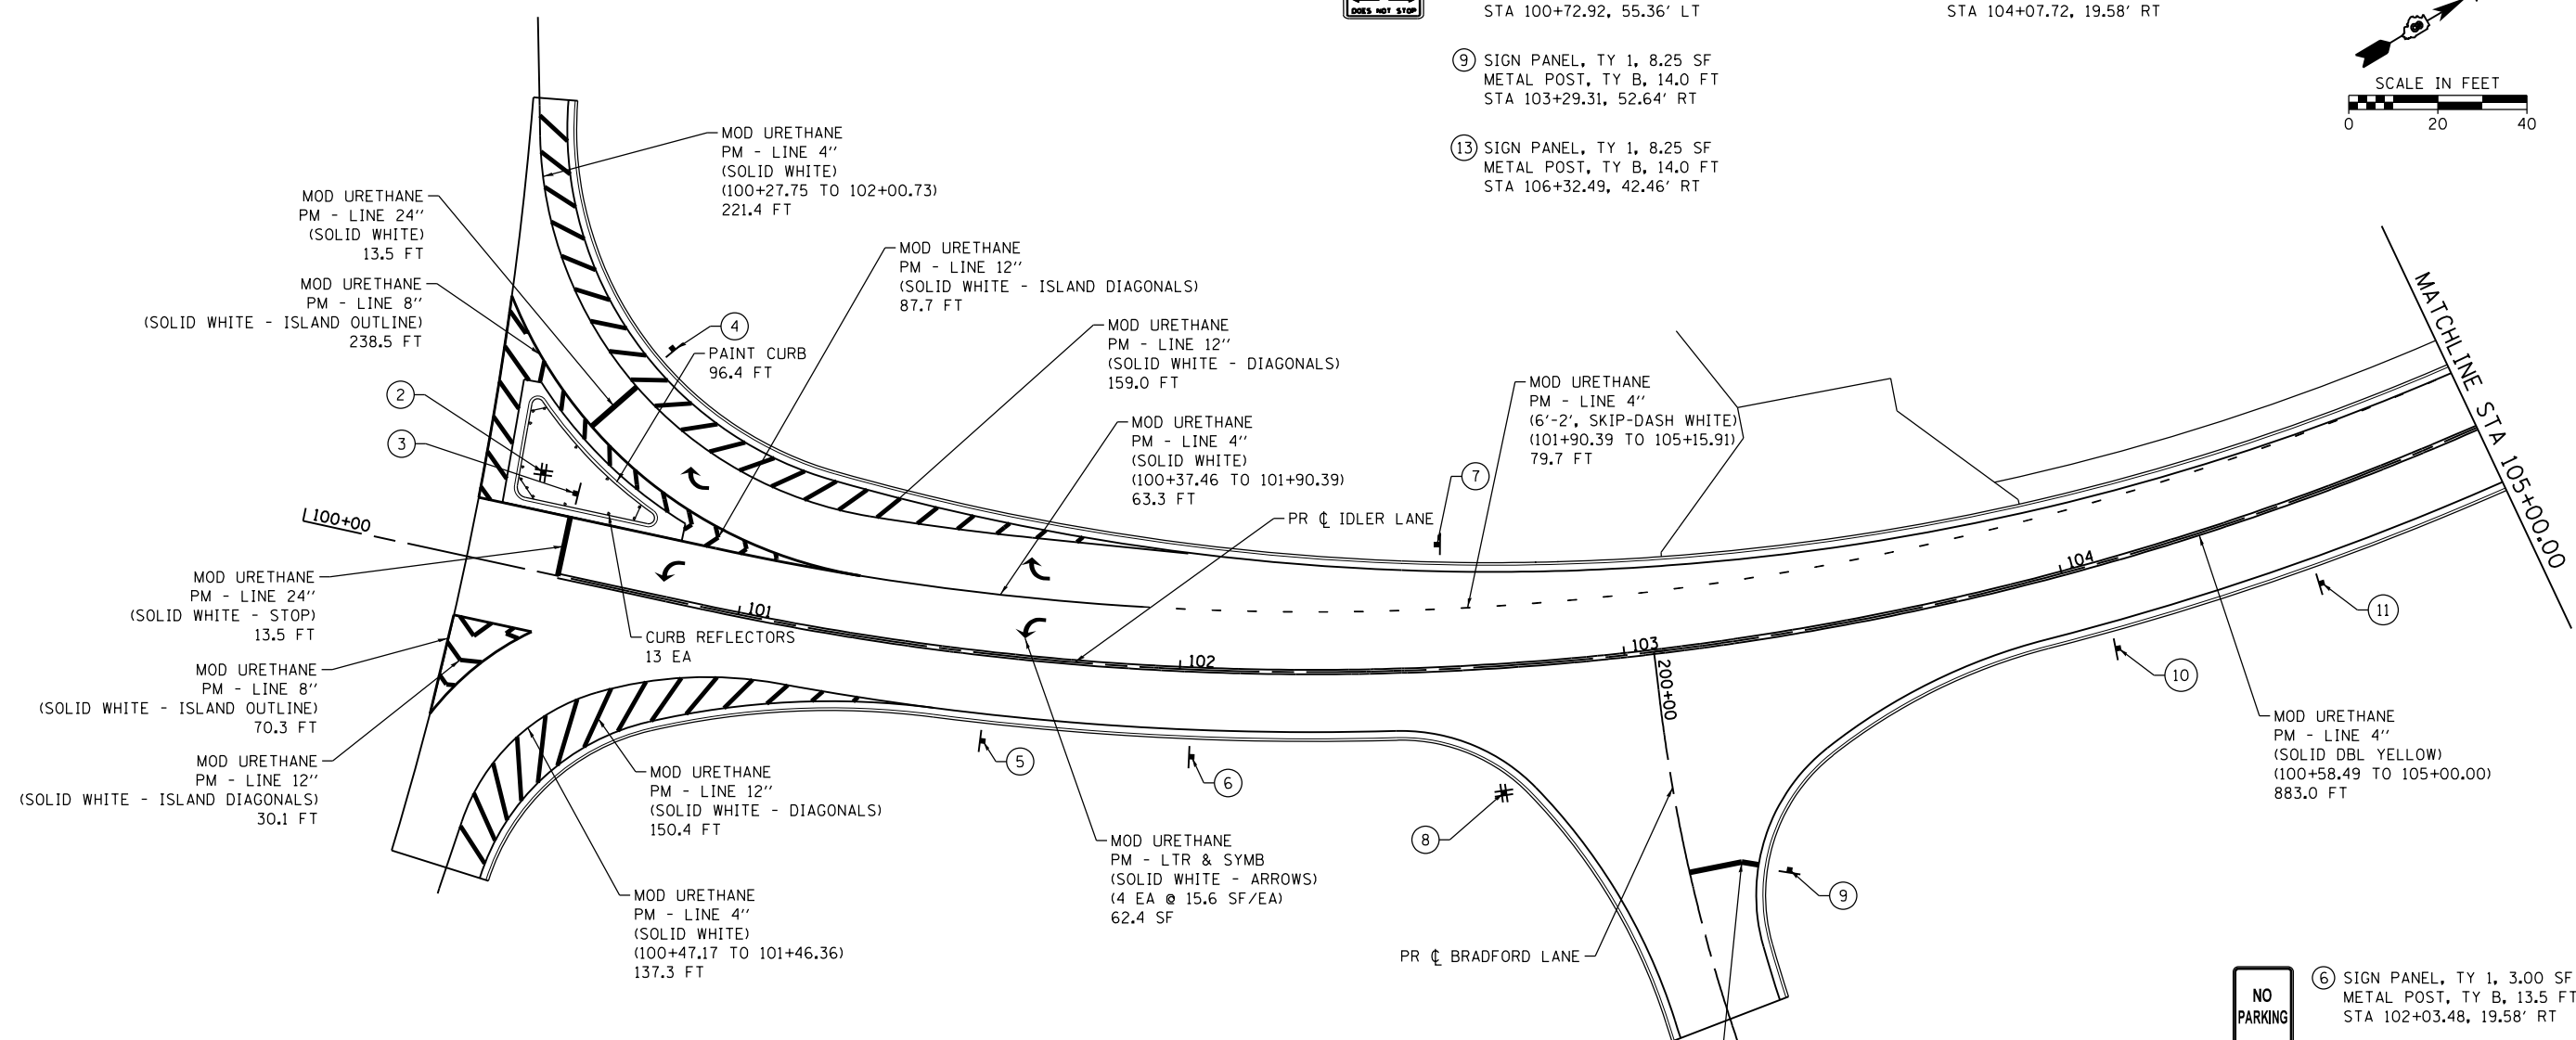 DOES NOT STOP
STA 100+72.92, 55.36' LT
STA 104+07.72, 19.58' RT
9 SIGN PANEL, TY 1, 8.25 SF
METAL POST, TY B, 14.0 FT
STA 103+29.31, 52.64' RT
13 SIGN PANEL, TY 1, 8.25 SF
METAL POST, TY B, 14.0 FT
STA 106+32.49, 42.46' RT
SCALE IN FEET
0 20 40
MOD URETHANE
PM - LINE 4''
(SOLID WHITE)
(100+27.75 TO 102+00.73)
221.4 FT
MOD URETHANE
PM - LINE 24''
(SOLID WHITE)
13.5 FT
MOD URETHANE
PM - LINE 8''
(SOLID WHITE - ISLAND OUTLINE)
238.5 FT
MOD URETHANE
PM - LINE 12''
(SOLID WHITE - ISLAND DIAGONALS)
87.7 FT
4
PAINT CURB
96.4 FT
MOD URETHANE
PM - LINE 12''
(SOLID WHITE - DIAGONALS)
159.0 FT
2
3
MOD URETHANE
PM - LINE 4''
(SOLID WHITE)
(100+37.46 TO 101+90.39)
63.3 FT
MOD URETHANE
PM - LINE 4''
(6'-2', SKIP-DASH WHITE)
(101+90.39 TO 105+15.91)
79.7 FT
7
PR ℄ IDLER LANE
MATCHLINE STA 105+00.00
100+00
101
102
103
104
200+00
MOD URETHANE
PM - LINE 24''
(SOLID WHITE - STOP)
13.5 FT
CURB REFLECTORS
13 EA
MOD URETHANE
PM - LINE 8''
(SOLID WHITE - ISLAND OUTLINE)
70.3 FT
MOD URETHANE
PM - LINE 12''
(SOLID WHITE - ISLAND DIAGONALS)
30.1 FT
MOD URETHANE
PM - LINE 12''
(SOLID WHITE - DIAGONALS)
150.4 FT
MOD URETHANE
PM - LINE 4''
(SOLID WHITE)
(100+47.17 TO 101+46.36)
137.3 FT
5
6
MOD URETHANE
PM - LTR & SYMB
(SOLID WHITE - ARROWS)
(4 EA @ 15.6 SF/EA)
62.4 SF
8
9
10
11
PR ℄ BRADFORD LANE
MOD URETHANE
PM - LINE 4''
(SOLID DBL YELLOW)
(100+58.49 TO 105+00.00)
883.0 FT
NO
PARKING
6 SIGN PANEL, TY 1, 3.00 SF
METAL POST, TY B, 13.5 FT
STA 102+03.48, 19.58' RT